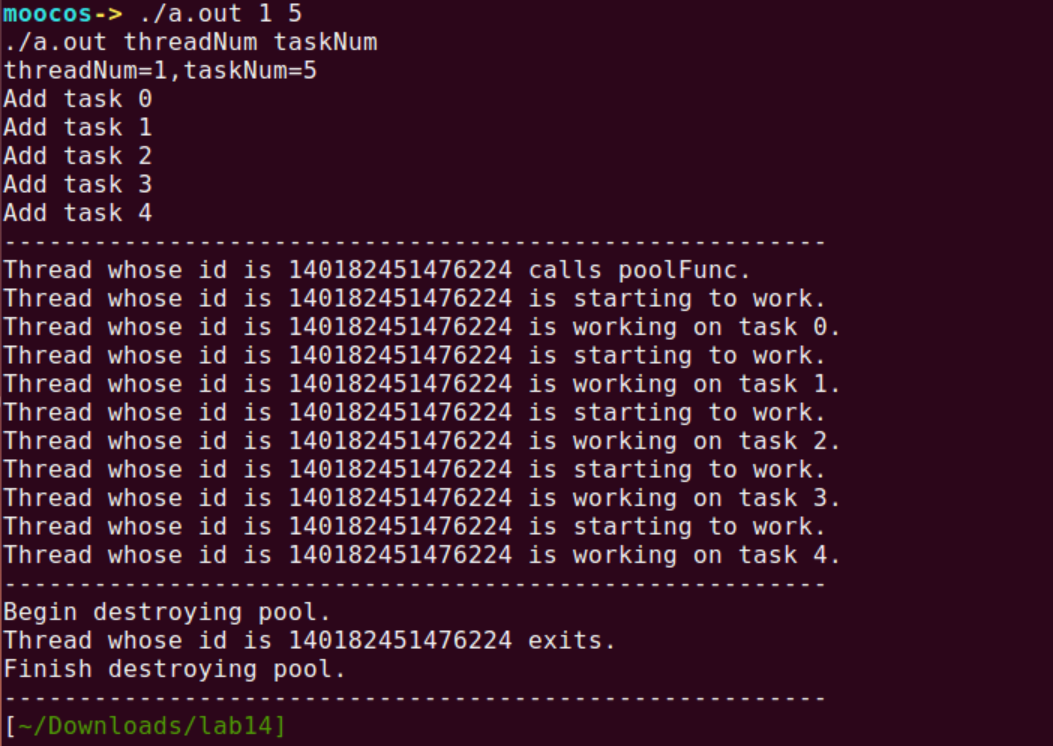 moocos-> ./a.out 1 5
./a.out threadNum taskNum
threadNum=1,taskNum=5
Add task 0
Add task 1
Add task 2
Add task 3
Add task 4
-------------------------------------------------------
Thread whose id is 140182451476224 calls poolFunc.
Thread whose id is 140182451476224 is starting to work.
Thread whose id is 140182451476224 is working on task 0.
Thread whose id is 140182451476224 is starting to work.
Thread whose id is 140182451476224 is working on task 1.
Thread whose id is 140182451476224 is starting to work.
Thread whose id is 140182451476224 is working on task 2.
Thread whose id is 140182451476224 is starting to work.
Thread whose id is 140182451476224 is working on task 3.
Thread whose id is 140182451476224 is starting to work.
Thread whose id is 140182451476224 is working on task 4.
-------------------------------------------------------
Begin destroying pool.
Thread whose id is 140182451476224 exits.
Finish destroying pool.
-------------------------------------------------------
[~/Downloads/lab14]